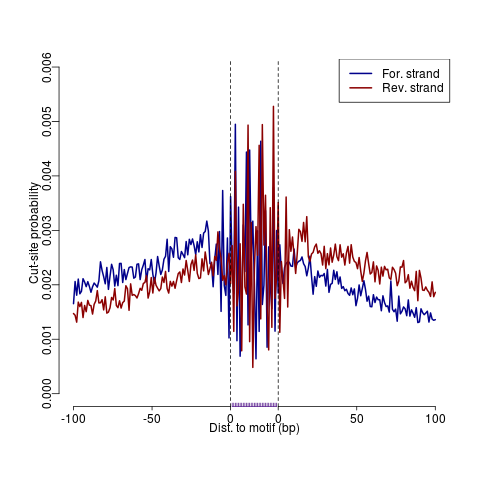 0.006
0.005
0.004
0.003
0.002
0.001
0.000
Cut-site probability
For. strand
Rev. strand
-100 -50 0 0 50 100
Dist. to motif (bp)